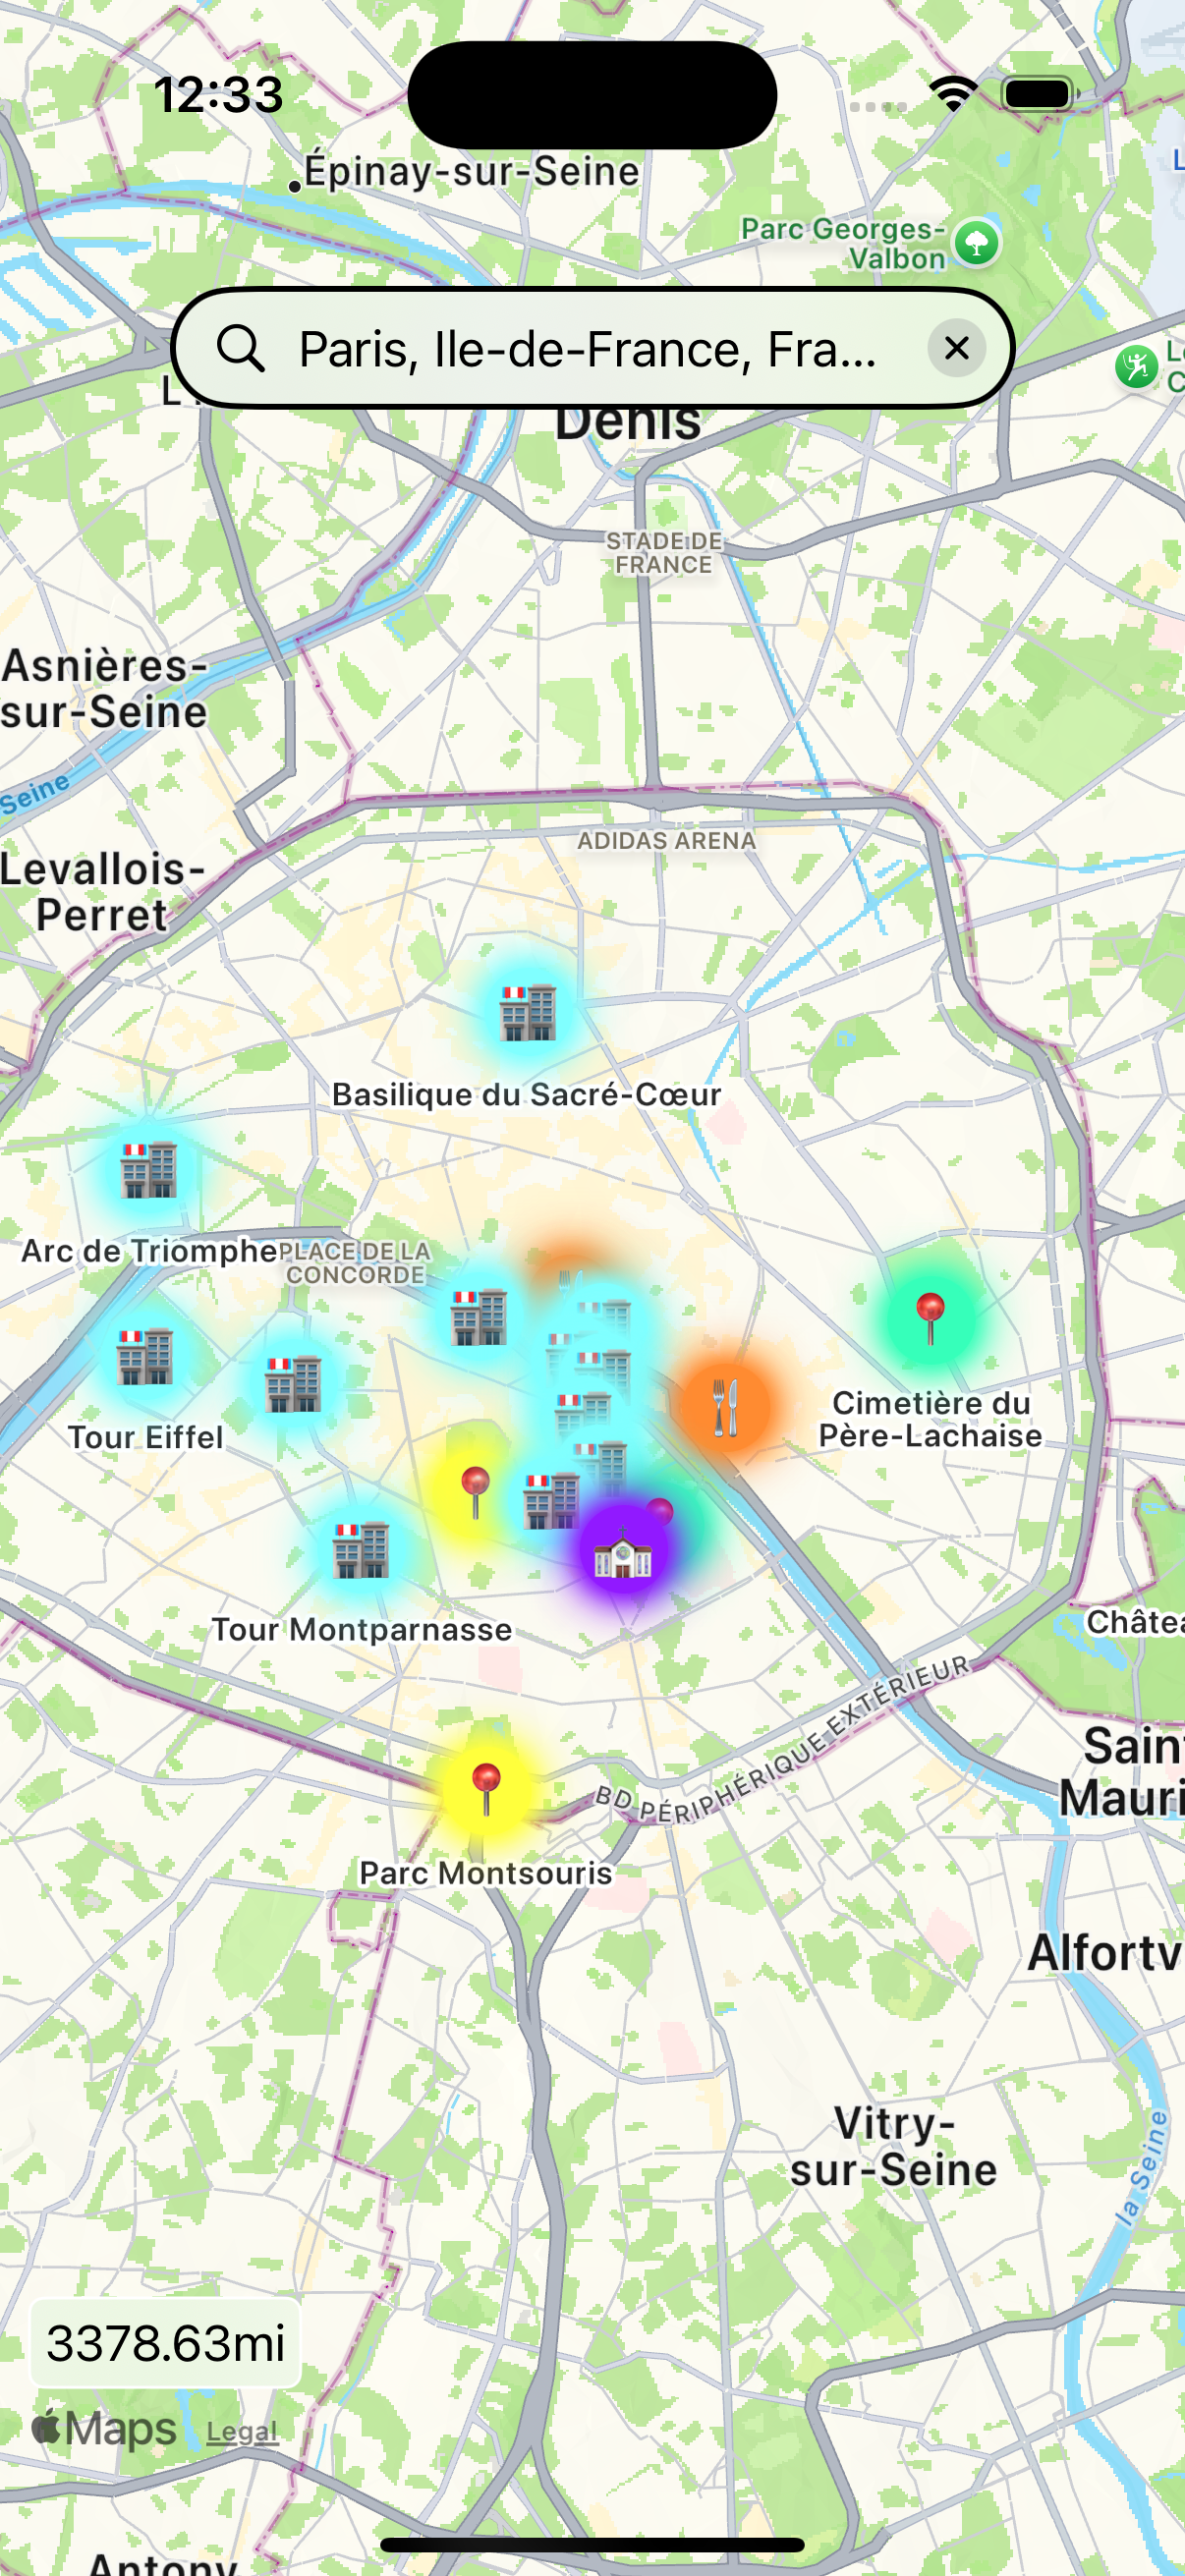 12:33
Épinay-sur-Seine
Parc Georges-
Valbon
Paris, Ile-de-France, Fra...
Denis
STADE DE
FRANCE
Asnières-
sur-Seine
Seine
ADIDAS ARENA
Levallois-
Perret
Basilique du Sacré-Cœur
Arc de Triomphe
PLACE DE LA
CONCORDE
Tour Eiffel
Cimetière du
Père-Lachaise
Tour Montparnasse
Châtea
BD PÉRIPHÉRIQUE EXTÉRIEUR
Saint
Mauri
Parc Montsouris
Alfortv
Vitry-
sur-Seine
la Seine
3378.63mi
Maps
Legal
Antony